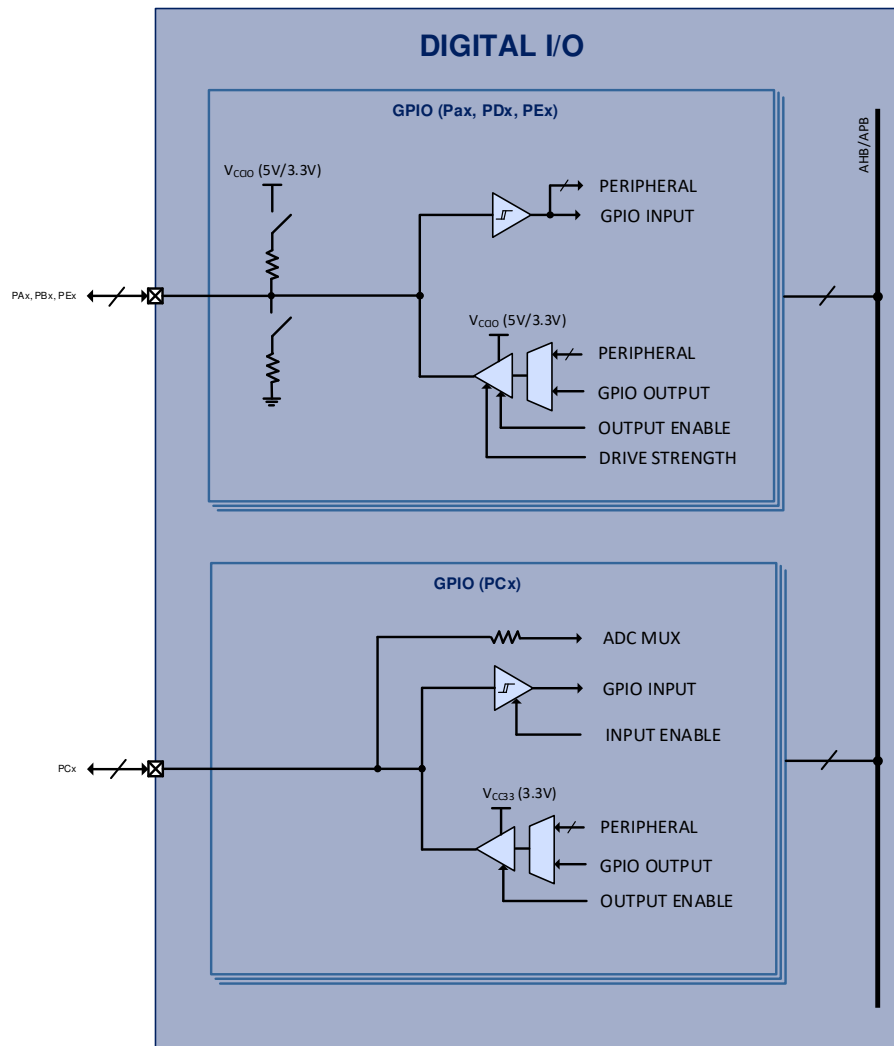 DIGITAL I/O
GPIO (Pax, PDx, PEx)
AHB/APB
VCCIO (5V/3.3V)
PERIPHERAL
GPIO INPUT
PAx, PBx, PEx
VCCIO (5V/3.3V)
PERIPHERAL
GPIO OUTPUT
OUTPUT ENABLE
DRIVE STRENGTH
GPIO (PCx)
ADC MUX
GPIO INPUT
INPUT ENABLE
PCx
VCC33 (3.3V)
PERIPHERAL
GPIO OUTPUT
OUTPUT ENABLE